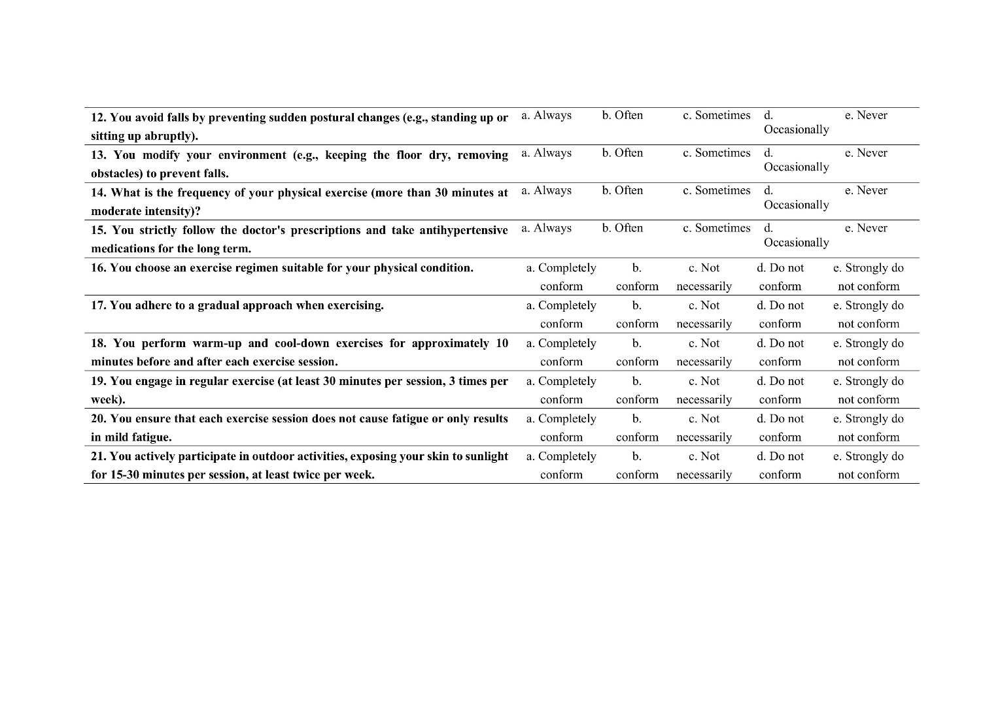 12. You avoid falls by preventing sudden postural changes (e.g., standing up or
sitting up abruptly).
a. Always
b. Often
c. Sometimes
d.
Occasionally
e. Never
13. You modify your environment (e.g., keeping the floor dry, removing
obstacles) to prevent falls.
a. Always
b. Often
c. Sometimes
d.
Occasionally
e. Never
14. What is the frequency of your physical exercise (more than 30 minutes at
moderate intensity)?
a. Always
b. Often
c. Sometimes
d.
Occasionally
e. Never
15. You strictly follow the doctor's prescriptions and take antihypertensive
medications for the long term.
a. Always
b. Often
c. Sometimes
d.
Occasionally
e. Never
16. You choose an exercise regimen suitable for your physical condition.
a. Completely
conform
b.
conform
c. Not
necessarily
d. Do not
conform
e. Strongly do
not conform
17. You adhere to a gradual approach when exercising.
a. Completely
conform
b.
conform
c. Not
necessarily
d. Do not
conform
e. Strongly do
not conform
18. You perform warm-up and cool-down exercises for approximately 10
minutes before and after each exercise session.
a. Completely
conform
b.
conform
c. Not
necessarily
d. Do not
conform
e. Strongly do
not conform
19. You engage in regular exercise (at least 30 minutes per session, 3 times per
week).
a. Completely
conform
b.
conform
c. Not
necessarily
d. Do not
conform
e. Strongly do
not conform
20. You ensure that each exercise session does not cause fatigue or only results
in mild fatigue.
a. Completely
conform
b.
conform
c. Not
necessarily
d. Do not
conform
e. Strongly do
not conform
21. You actively participate in outdoor activities, exposing your skin to sunlight
for 15-30 minutes per session, at least twice per week.
a. Completely
conform
b.
conform
c. Not
necessarily
d. Do not
conform
e. Strongly do
not conform